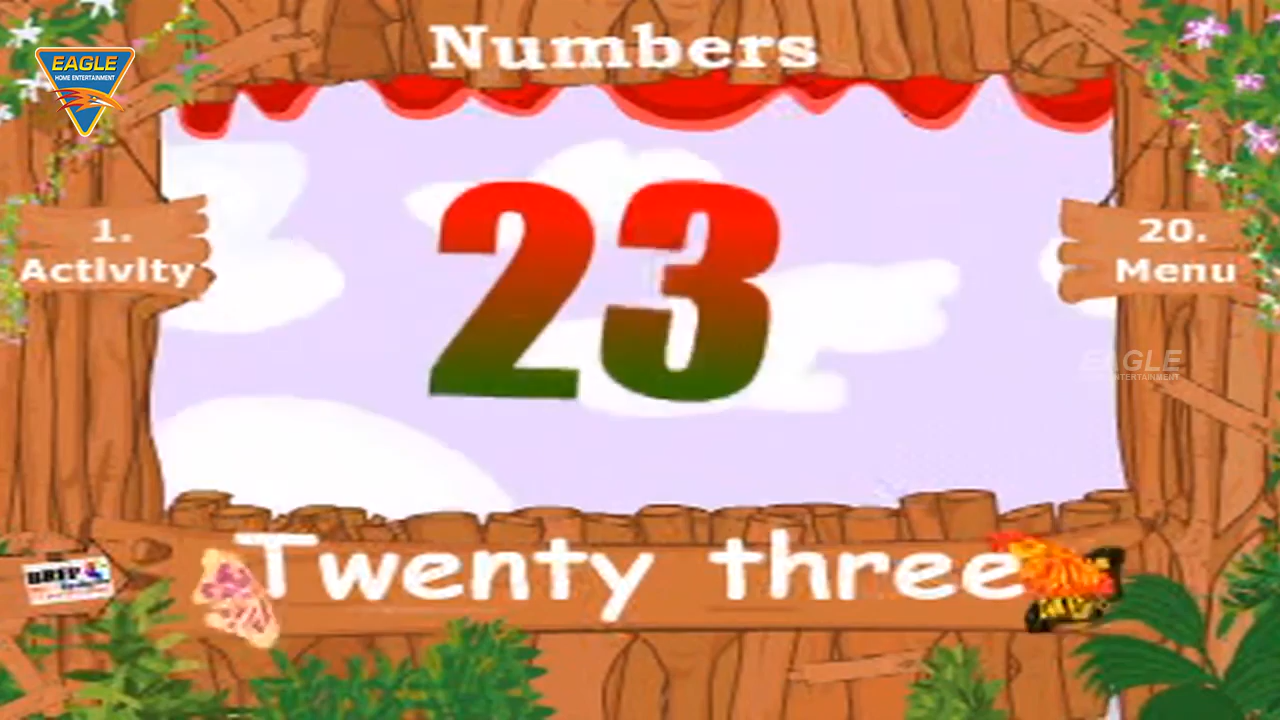 Numbers
EAGLE
HOME ENTERTAINMENT
23
1.
Activity
20.
Menu
EAGLE
ENTERTAINMENT
Twenty three